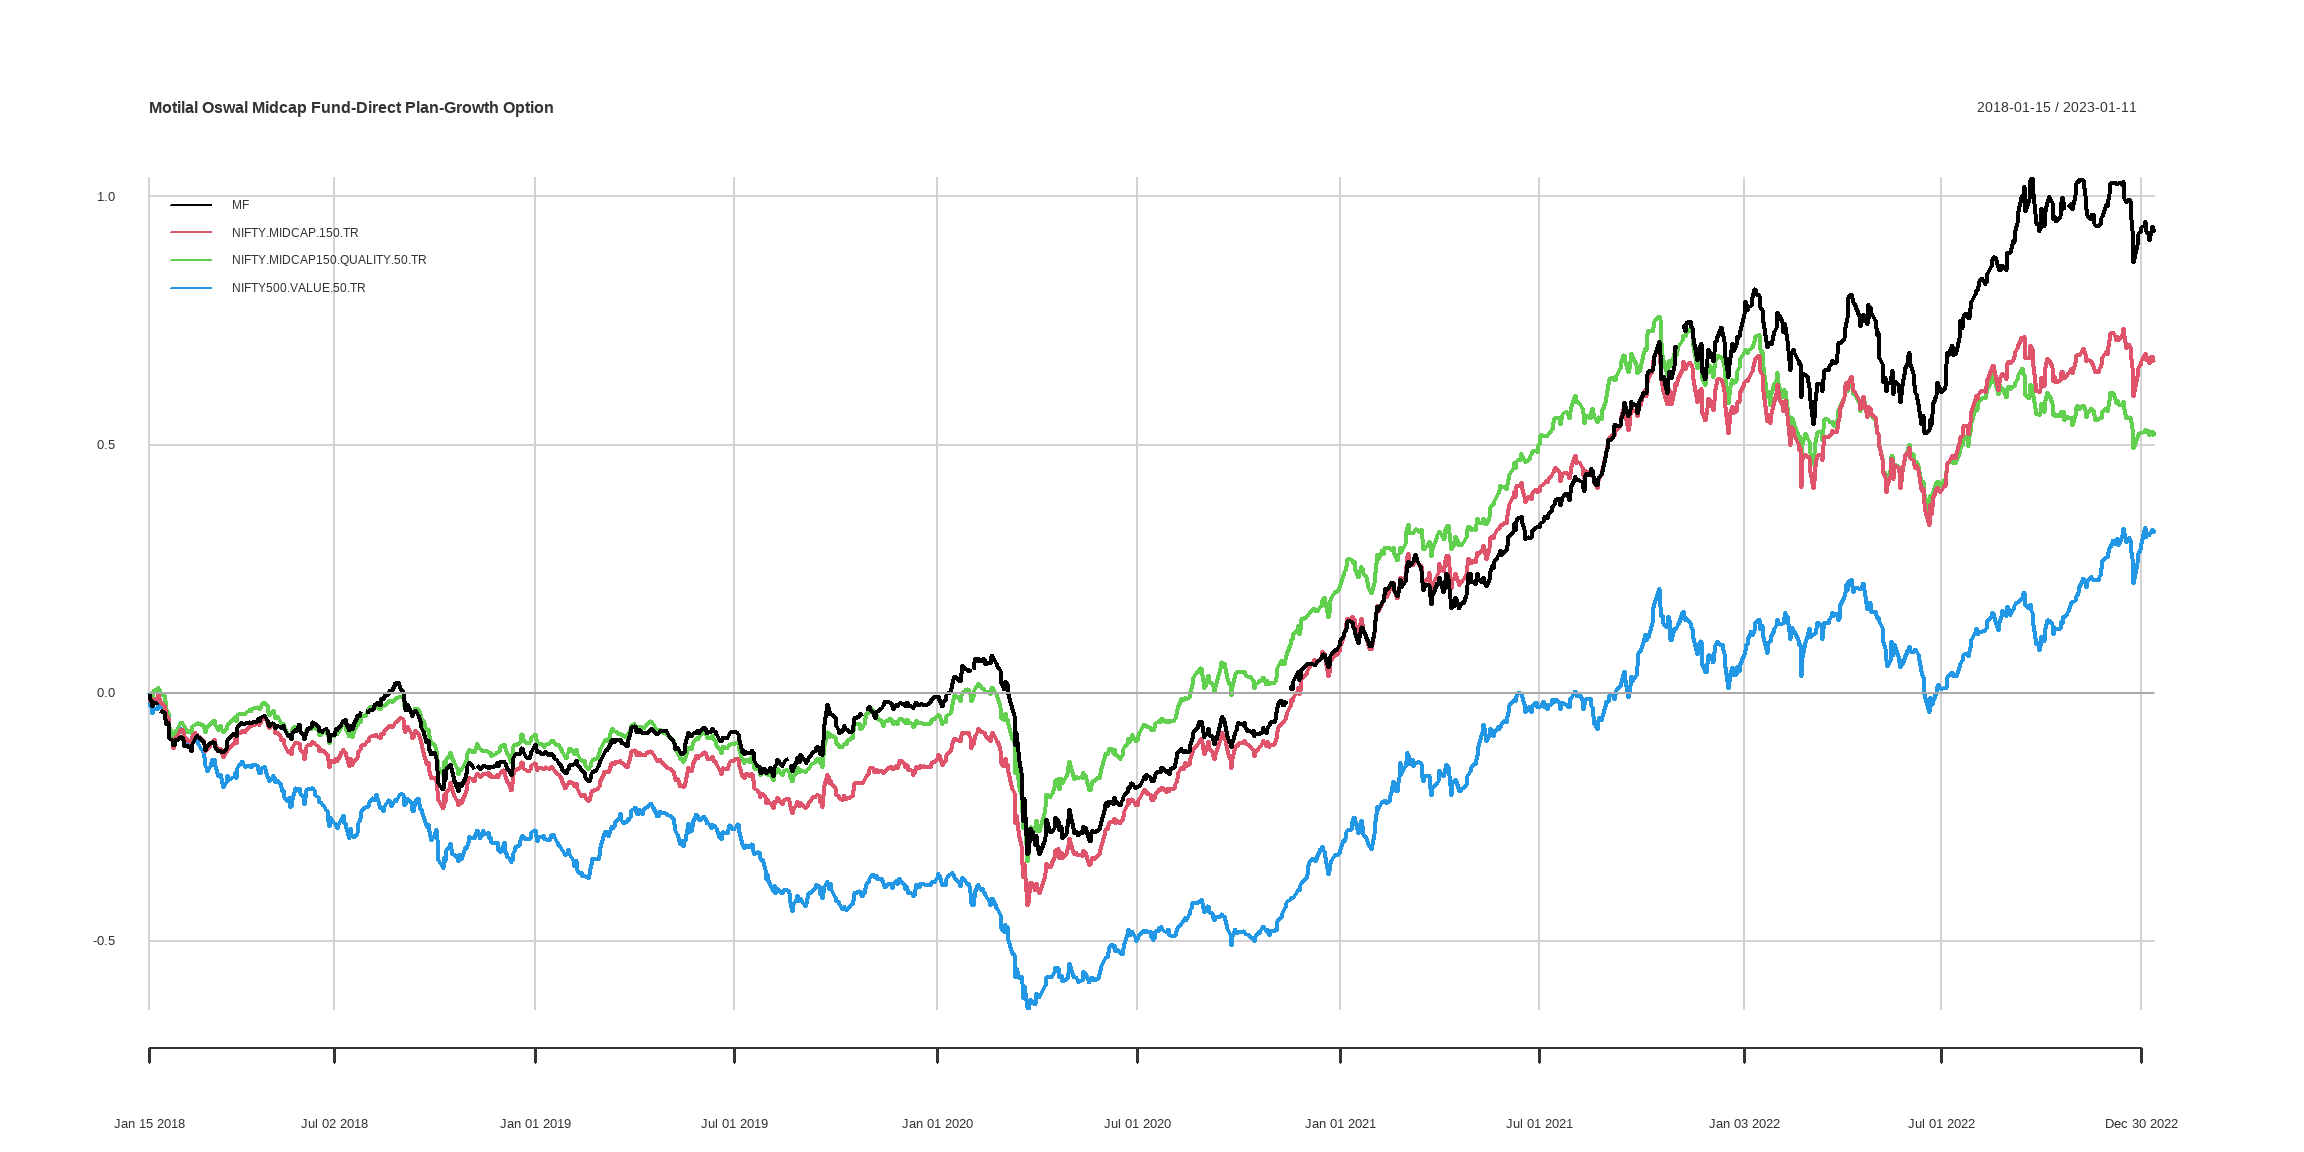 Motilal Oswal Midcap Fund-Direct Plan-Growth Option
2018-01-15 / 2023-01-11
1.0
0.5
0.0
-0.5
MF
NIFTY.MIDCAP.150.TR
NIFTY.MIDCAP150.QUALITY.50.TR
NIFTY500.VALUE.50.TR
Jan 15 2018
Jul 02 2018
Jan 01 2019
Jul 01 2019
Jan 01 2020
Jul 01 2020
Jan 01 2021
Jul 01 2021
Jan 03 2022
Jul 01 2022
Dec 30 2022